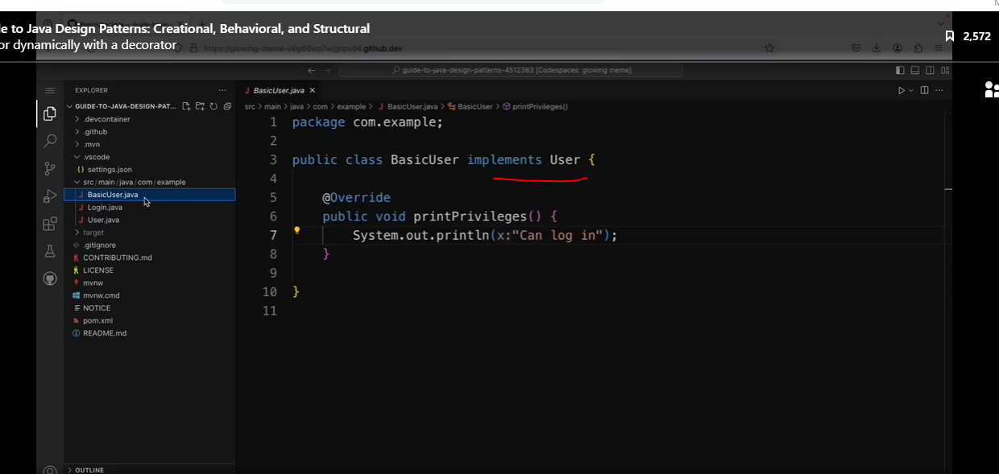 le to Java Design Patterns: Creational, Behavioral, and Structural
or dynamically with a decorator
2,572
https://glowing-meme-v6g66wp7wjgcpv94.github.dev
guide-to-java-design-patterns-4512383 [Codespaces: glowing meme]
EXPLORER
GUIDE-TO-JAVA-DESIGN-PAT...
.devcontainer
.github
.mvn
.vscode
{} settings.json
src/main/java/com/example
J BasicUser.java
J Login.java
J User.java
target
.gitignore
CONTRIBUTING.md
LICENSE
mvnw
mvnw.cmd
NOTICE
pom.xml
README.md
OUTLINE
J BasicUser.java
src > main > java > com > example > J BasicUser.java > BasicUser > printPrivileges()
1 package com.example;
2
3 public class BasicUser implements User {
4
5 @Override
6 public void printPrivileges() {
7 System.out.println(x:"Can log in");
8 }
9
10 }
11